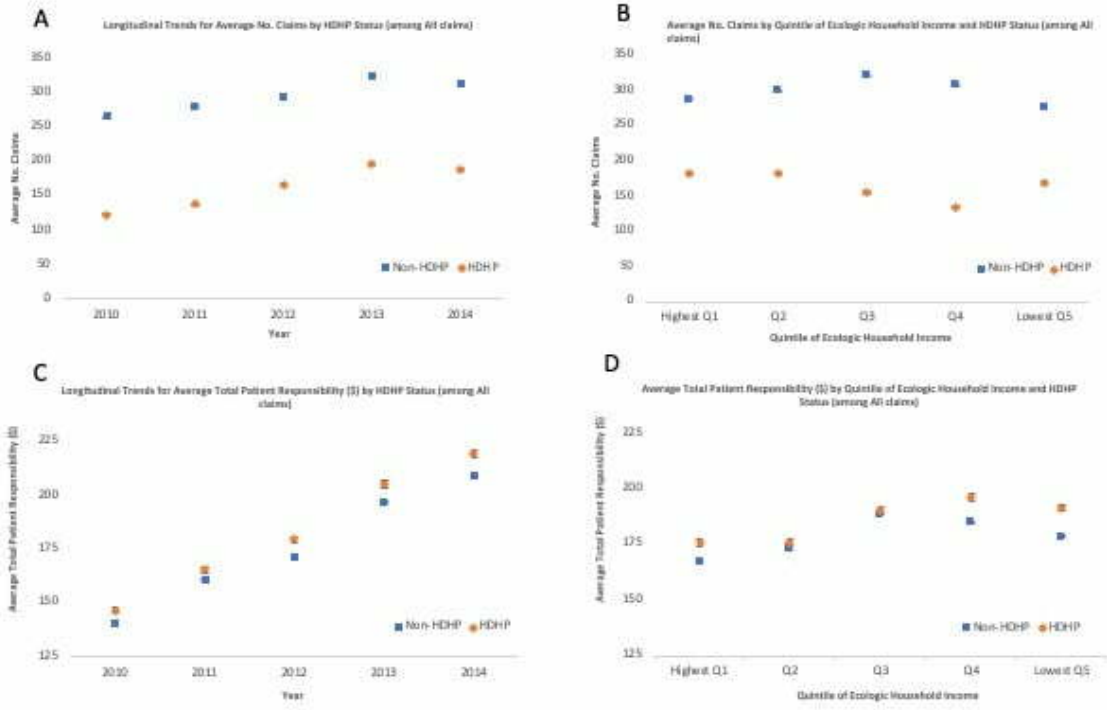 A
Longitudinal Trends for Average No. Claims by HDHP Status (among All claims)
350
300
250
200
150
100
50
0
Average No. Claims
Non-HDHP HDHP
2010 2011 2012 2013 2014
Year
B
Average No. Claims by Quintile of Ecologic Household Income and HDHP Status (among All
claims)
350
300
250
200
150
100
50
0
Average No. Claims
Non-HDHP HDHP
Highest Q1 Q2 Q3 Q4 Lowest Q5
Quintile of Ecologic Household Income
C
Longitudinal Trends for Average Total Patient Responsibility ($) by HDHP Status (among All
claims)
225
200
175
150
125
Average Total Patient Responsibility ($)
Non-HDHP HDHP
2010 2011 2012 2013 2014
Year
D
Average Total Patient Responsibility ($) by Quintile of Ecologic Household Income and HDHP
Status (among All claims)
225
200
175
150
125
Average Total Patient Responsibility ($)
Non-HDHP HDHP
Highest Q1 Q2 Q3 Q4 Lowest Q5
Quintile of Ecologic Household Income